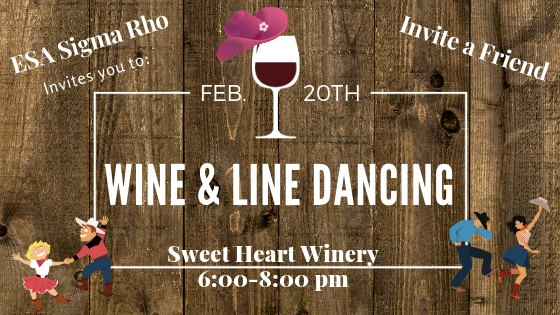 ESA Sigma Rho
Invites you to:
Invite a Friend
FEB. 20TH
WINE & LINE DANCING
Sweet Heart Winery
6:00-8:00 pm